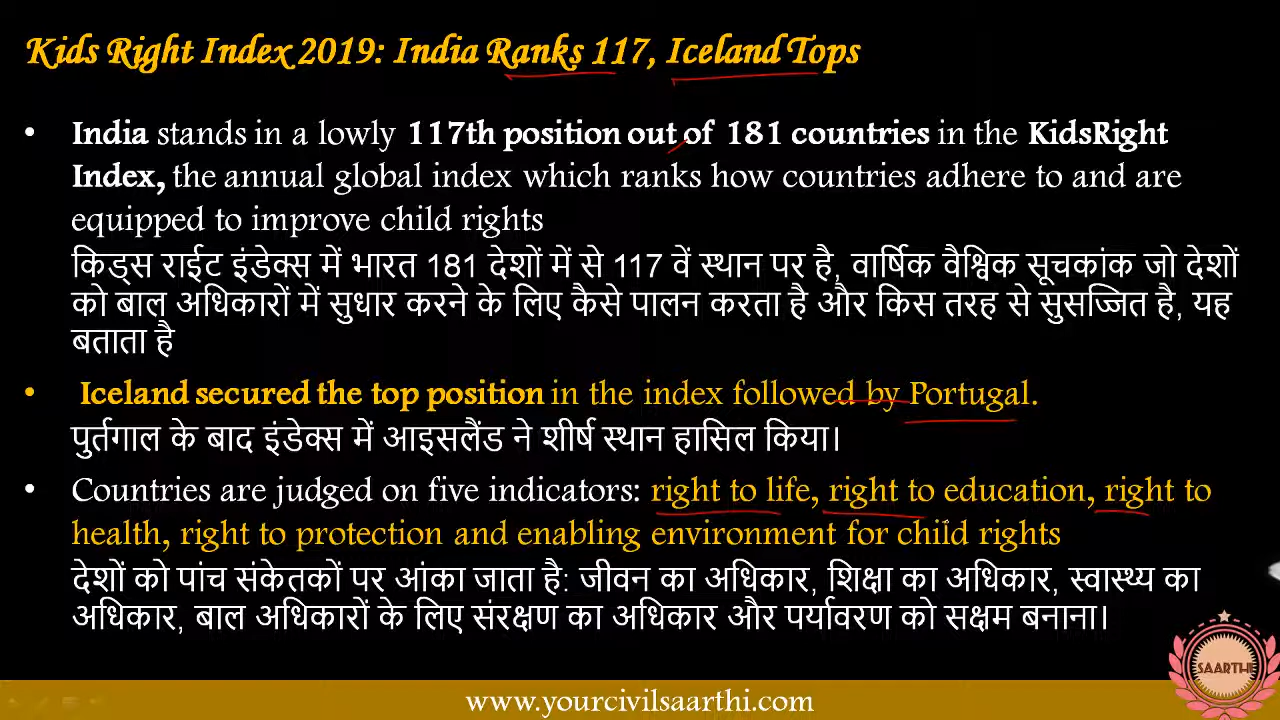 Kids Right Index 2019: India Ranks 117, Iceland Tops
• India stands in a lowly 117th position out of 181 countries in the KidsRight
Index, the annual global index which ranks how countries adhere to and are
equipped to improve child rights
किड्स राईट इंडेक्स में भारत 181 देशों में से 117 वें स्थान पर है, वार्षिक वैश्विक सूचकांक जो देशों
को बाल अधिकारों में सुधार करने के लिए कैसे पालन करता है और किस तरह से सुसज्जित है, यह
बताता है
• Iceland secured the top position in the index followed by Portugal.
पुर्तगाल के बाद इंडेक्स में आइसलैंड ने शीर्ष स्थान हासिल किया।
• Countries are judged on five indicators: right to life, right to education, right to
health, right to protection and enabling environment for child rights
देशों को पांच संकेतकों पर आंका जाता है: जीवन का अधिकार, शिक्षा का अधिकार, स्वास्थ्य का
अधिकार, बाल अधिकारों के लिए संरक्षण का अधिकार और पर्यावरण को सक्षम बनाना।
SAARTHI
www.yourcivilsaarthi.com